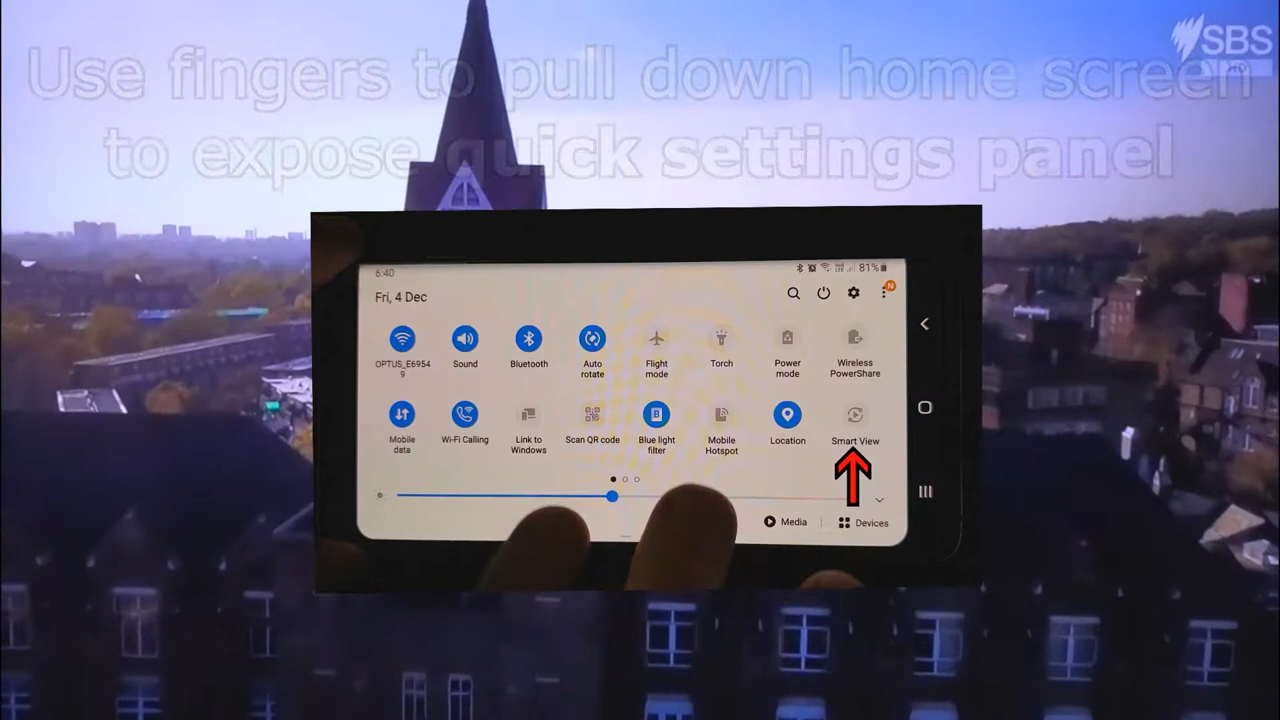 Use fingers to pull down home screen
to expose quick settings panel
SBS
HD
6:40
81%
Fri, 4 Dec
N
OPTUS_E6954
9
Sound
Bluetooth
Auto
rotate
Flight
mode
Torch
Power
mode
Wireless
PowerShare
Mobile
data
Wi-Fi Calling
Link to
Windows
Scan QR code
B
Blue light
filter
Mobile
Hotspot
Location
Smart View
Media
Devices